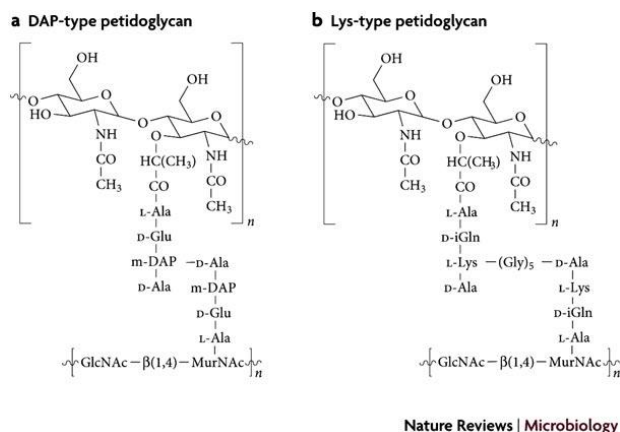 a DAP-type petidoglycan
OH
O
O
HO
NH
CO
CH₃
O
OH
O
O
HC(CH₃)
CO
NH
CO
CH₃
n
L-Ala
D-Glu
m-DAP –D-Ala
D-Ala m-DAP
D-Glu
L-Ala
GlcNAc – β(1,4) – MurNAc n
b Lys-type petidoglycan
OH
O
O
HO
NH
CO
CH₃
O
OH
O
O
HC(CH₃)
CO
NH
CO
CH₃
n
L-Ala
D-iGln
L-Lys –(Gly)₅ – D-Ala
D-Ala L-Lys
D-iGln
L-Ala
GlcNAc – β(1,4) – MurNAc n
Nature Reviews | Microbiology